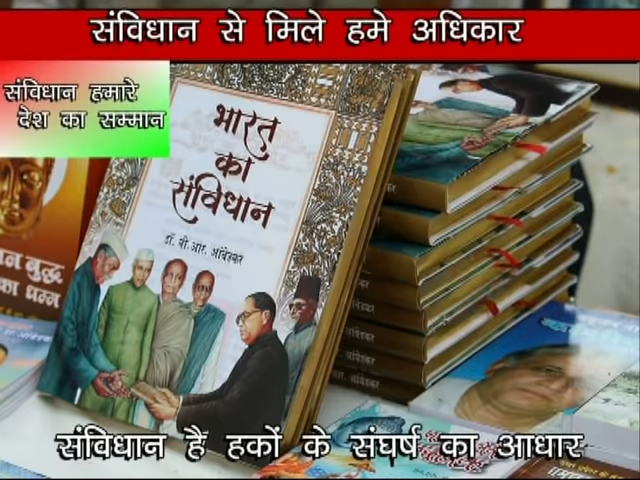 संविधान से मिले हमे अधिकार
संविधान हमारे
देश का सम्मान
भारत
का
संविधान
डॉ. बी. आर. आंबेडकर
बुद्ध
धम्म
संविधान हैं हकों के संघर्ष का आधार